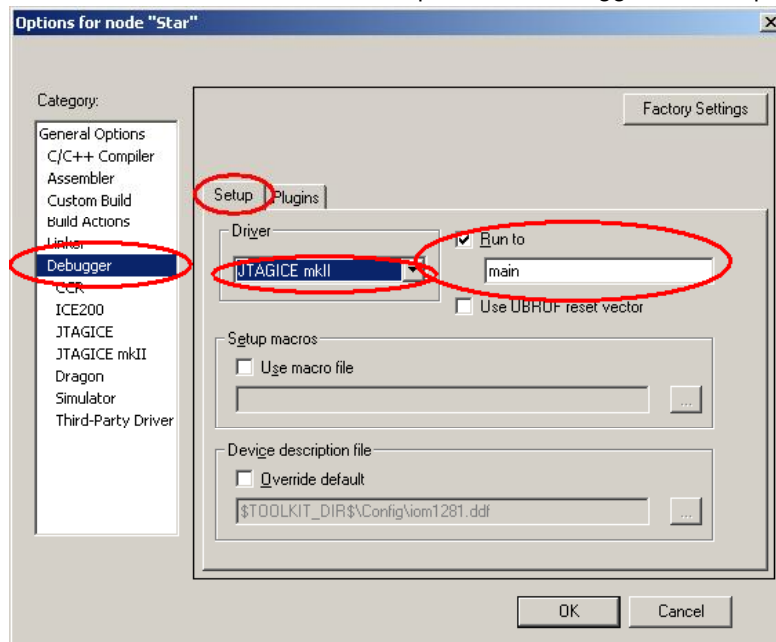 Options for node "Star"
Category:
Factory Settings
General Options
C/C++ Compiler
Assembler
Custom Build
Build Actions
Linker
Debugger
CCR
ICE200
JTAGICE
JTAGICE mkII
Dragon
Simulator
Third-Party Driver
Setup
Plugins
Driver
JTAGICE mkII
Run to
main
Use UBROF reset vector
Setup macros
Use macro file
...
Device description file
Override default
$TOOLKIT_DIR$\Config\iom1281.ddf
...
OK
Cancel